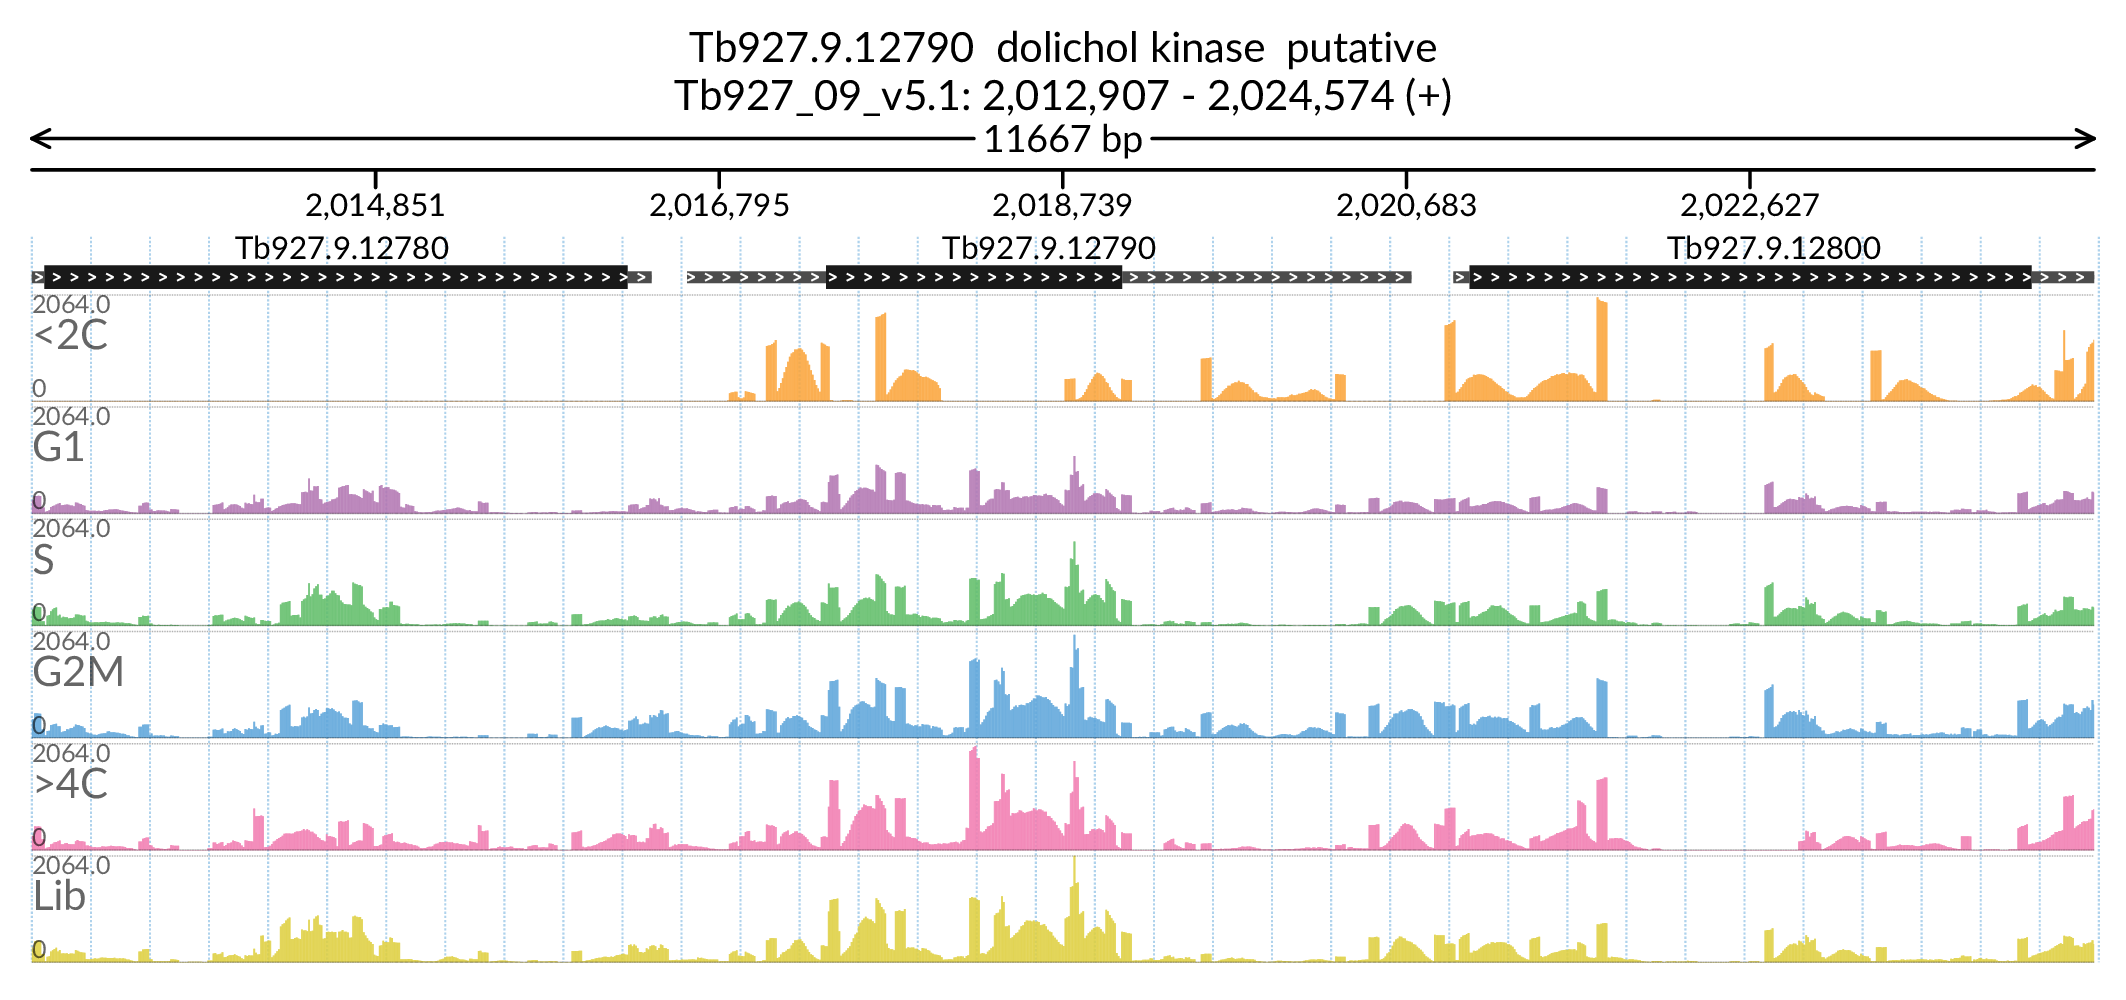 Tb927.9.12790  dolichol kinase  putative
Tb927_09_v5.1: 2,012,907 - 2,024,574 (+)
11667 bp
2,014,851 2,016,795 2,018,739 2,020,683 2,022,627
Tb927.9.12780 Tb927.9.12790 Tb927.9.12800
2064.0
<2C
0
2064.0
G1
0
2064.0
S
0
2064.0
G2M
0
2064.0
>4C
0
2064.0
Lib
0